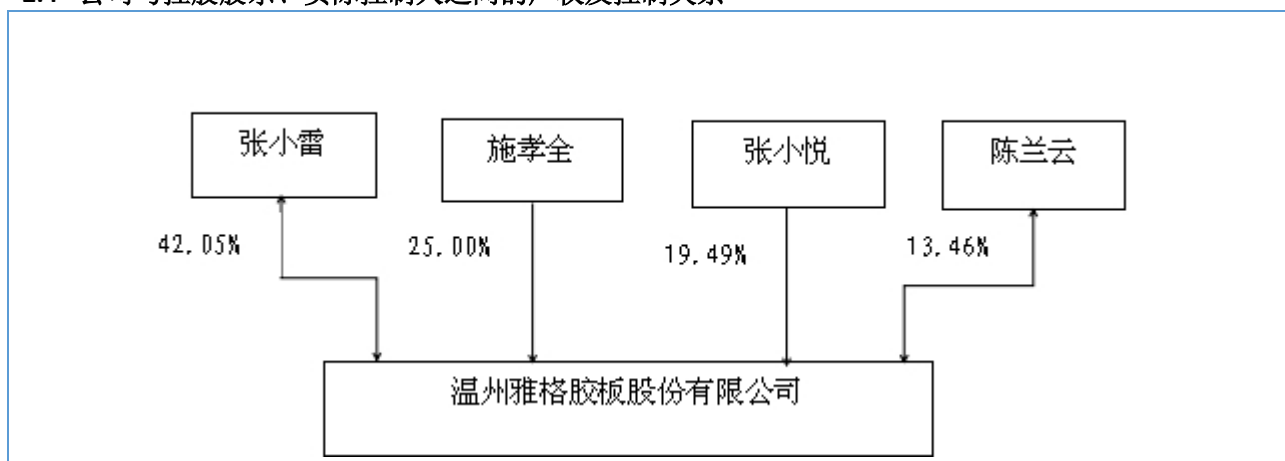 张小雷
施孝全
张小悦
陈兰云
42.05%
25.00%
19.49%
13.46%
温州雅格胶板股份有限公司